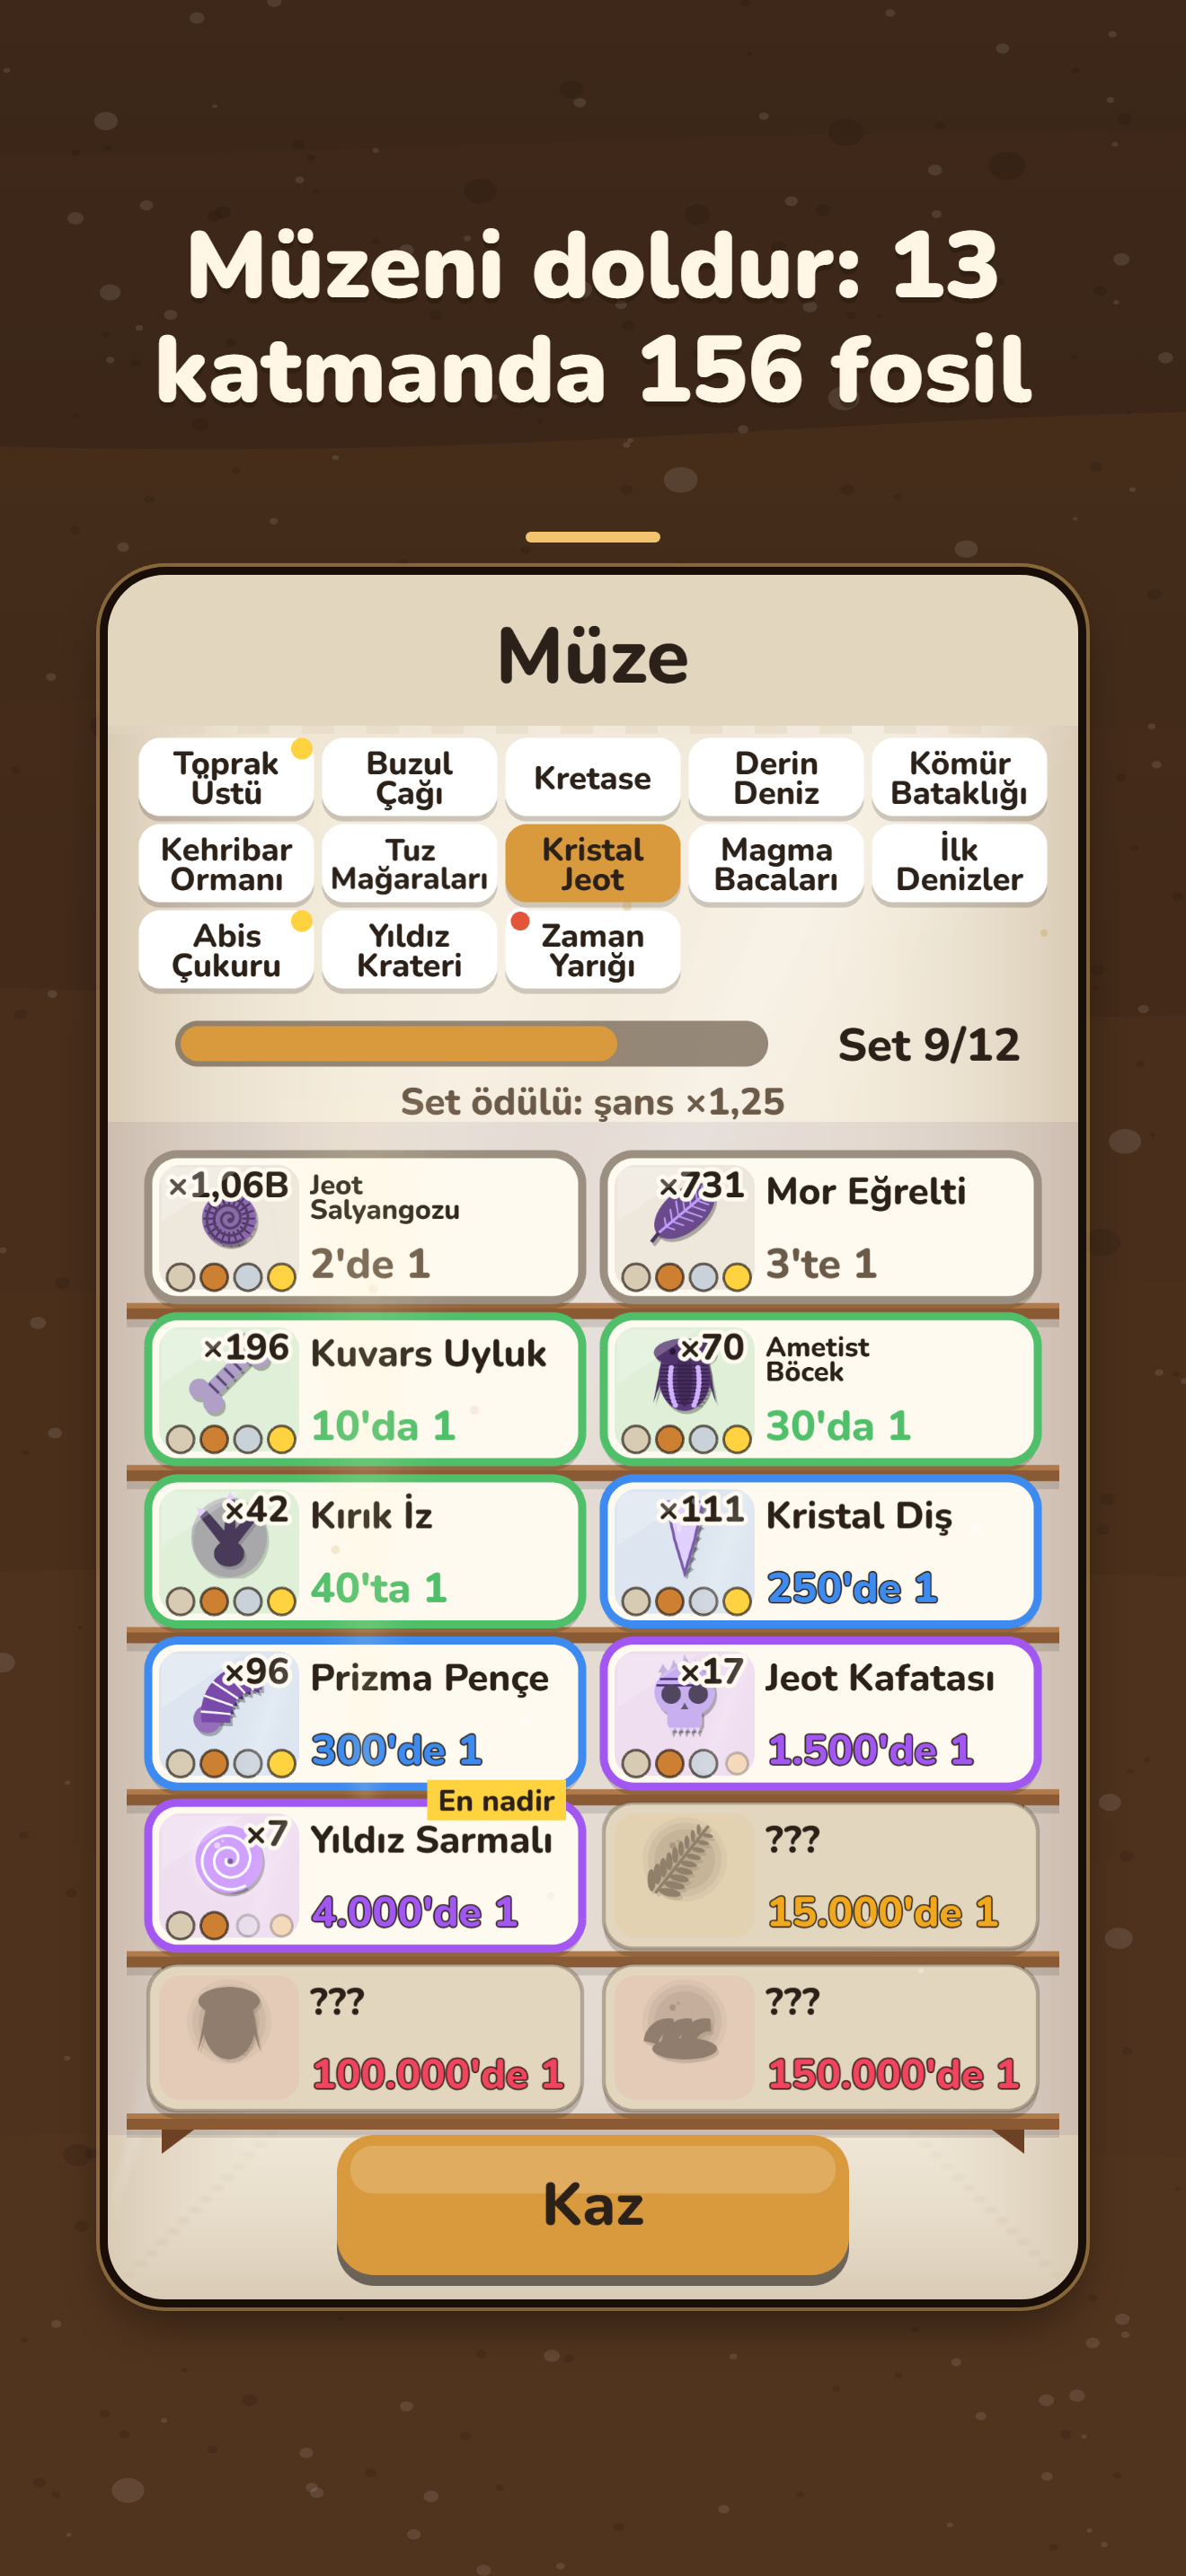 Müzeni doldur: 13
katmanda 156 fosil
Müze
Toprak
Üstü
Buzul
Çağı
Kretase
Derin
Deniz
Kömür
Bataklığı
Kehribar
Ormanı
Tuz
Mağaraları
Kristal
Jeot
Magma
Bacaları
İlk
Denizler
Abis
Çukuru
Yıldız
Krateri
Zaman
Yarığı
Set 9/12
Set ödülü: şans ×1,25
×1,06B
Jeot
Salyangozu
2'de 1
×731
Mor Eğrelti
3'te 1
×196
Kuvars Uyluk
10'da 1
×70
Ametist
Böcek
30'da 1
×42
Kırık İz
40'ta 1
×111
Kristal Diş
250'de 1
×96
Prizma Pençe
300'de 1
×17
Jeot Kafatası
1.500'de 1
En nadir
×7
Yıldız Sarmalı
4.000'de 1
???
15.000'de 1
???
100.000'de 1
???
150.000'de 1
Kaz